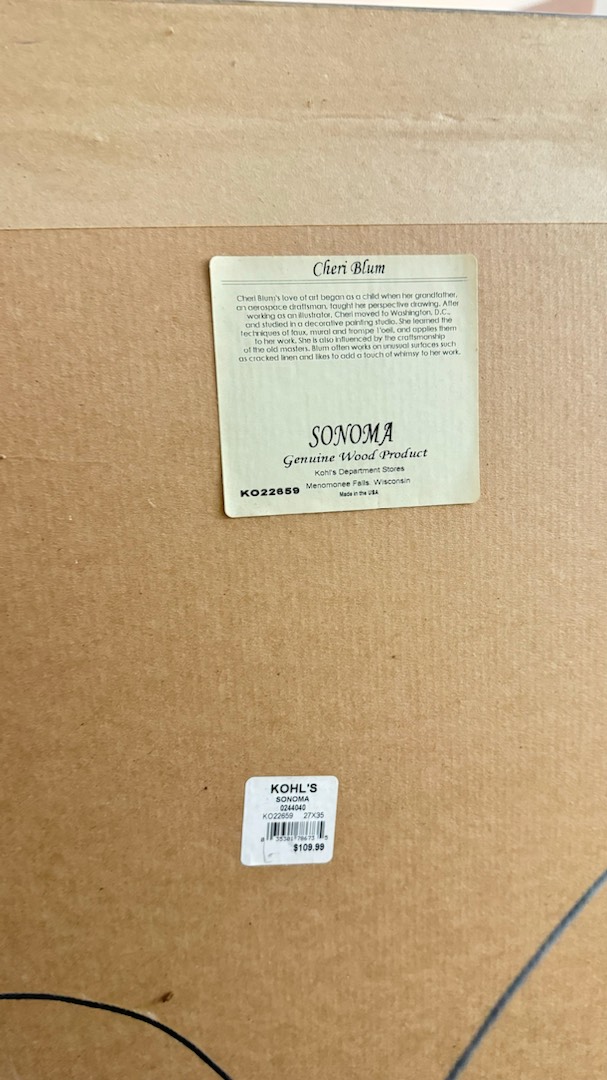 Cheri Blum
Cheri Blum's love of art began as a child when her grandfather,
an aerospace draftsman, taught her perspective drawing. After
working as an illustrator, Cheri moved to Washington, D.C.,
and studied in a decorative painting studio. She learned the
techniques of faux, mural and trompe l'oeil, and applies them
to her work. She is also influenced by the craftsmanship
of the old masters. Blum often works on unusual surfaces such
as cracked linen and likes to add a touch of whimsy to her work.
SONOMA
Genuine Wood Product
Kohl's Department Stores
KO22659 Menomonee Falls, Wisconsin
Made in the USA
KOHL'S
SONOMA
0244040
KO22659 27X35
$109.99